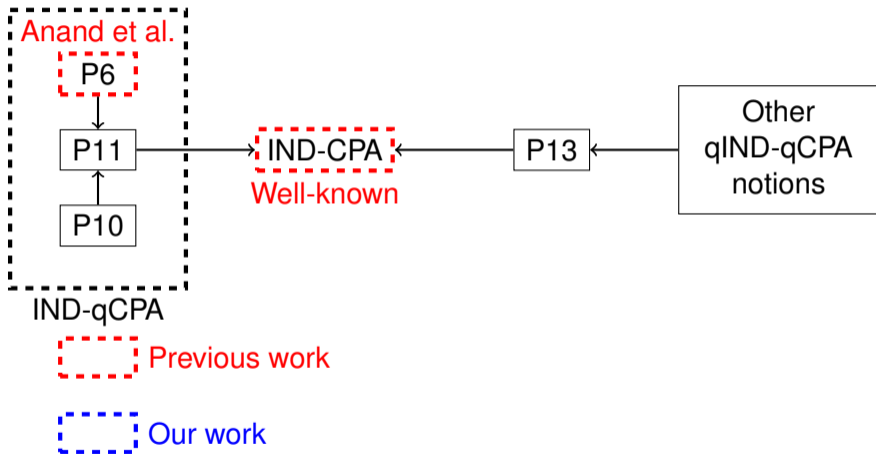 Anand et al.
P6
P11
P10
IND-qCPA
IND-CPA
Well-known
P13
Other
qIND-qCPA
notions
Previous work
Our work